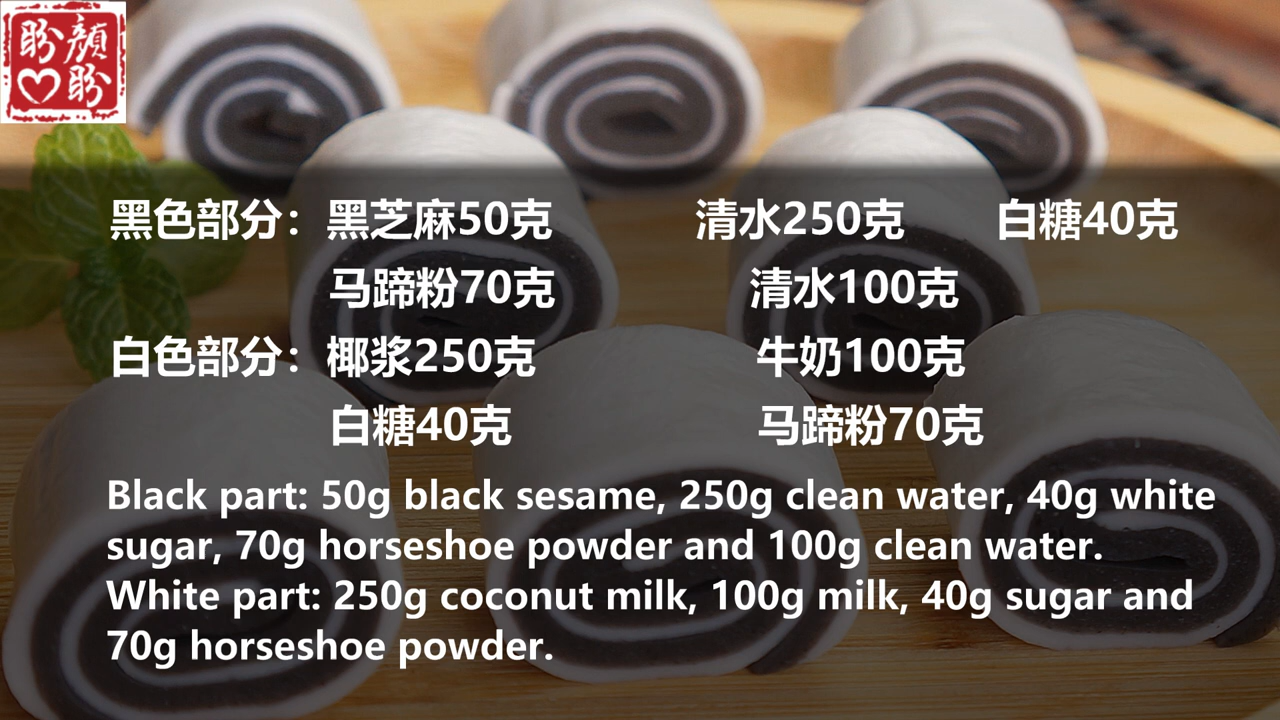 盼顏
盼
黑色部分：黑芝麻50克 清水250克 白糖40克
马蹄粉70克 清水100克
白色部分：椰浆250克 牛奶100克
白糖40克 马蹄粉70克
Black part: 50g black sesame, 250g clean water, 40g white
sugar, 70g horseshoe powder and 100g clean water.
White part: 250g coconut milk, 100g milk, 40g sugar and
70g horseshoe powder.